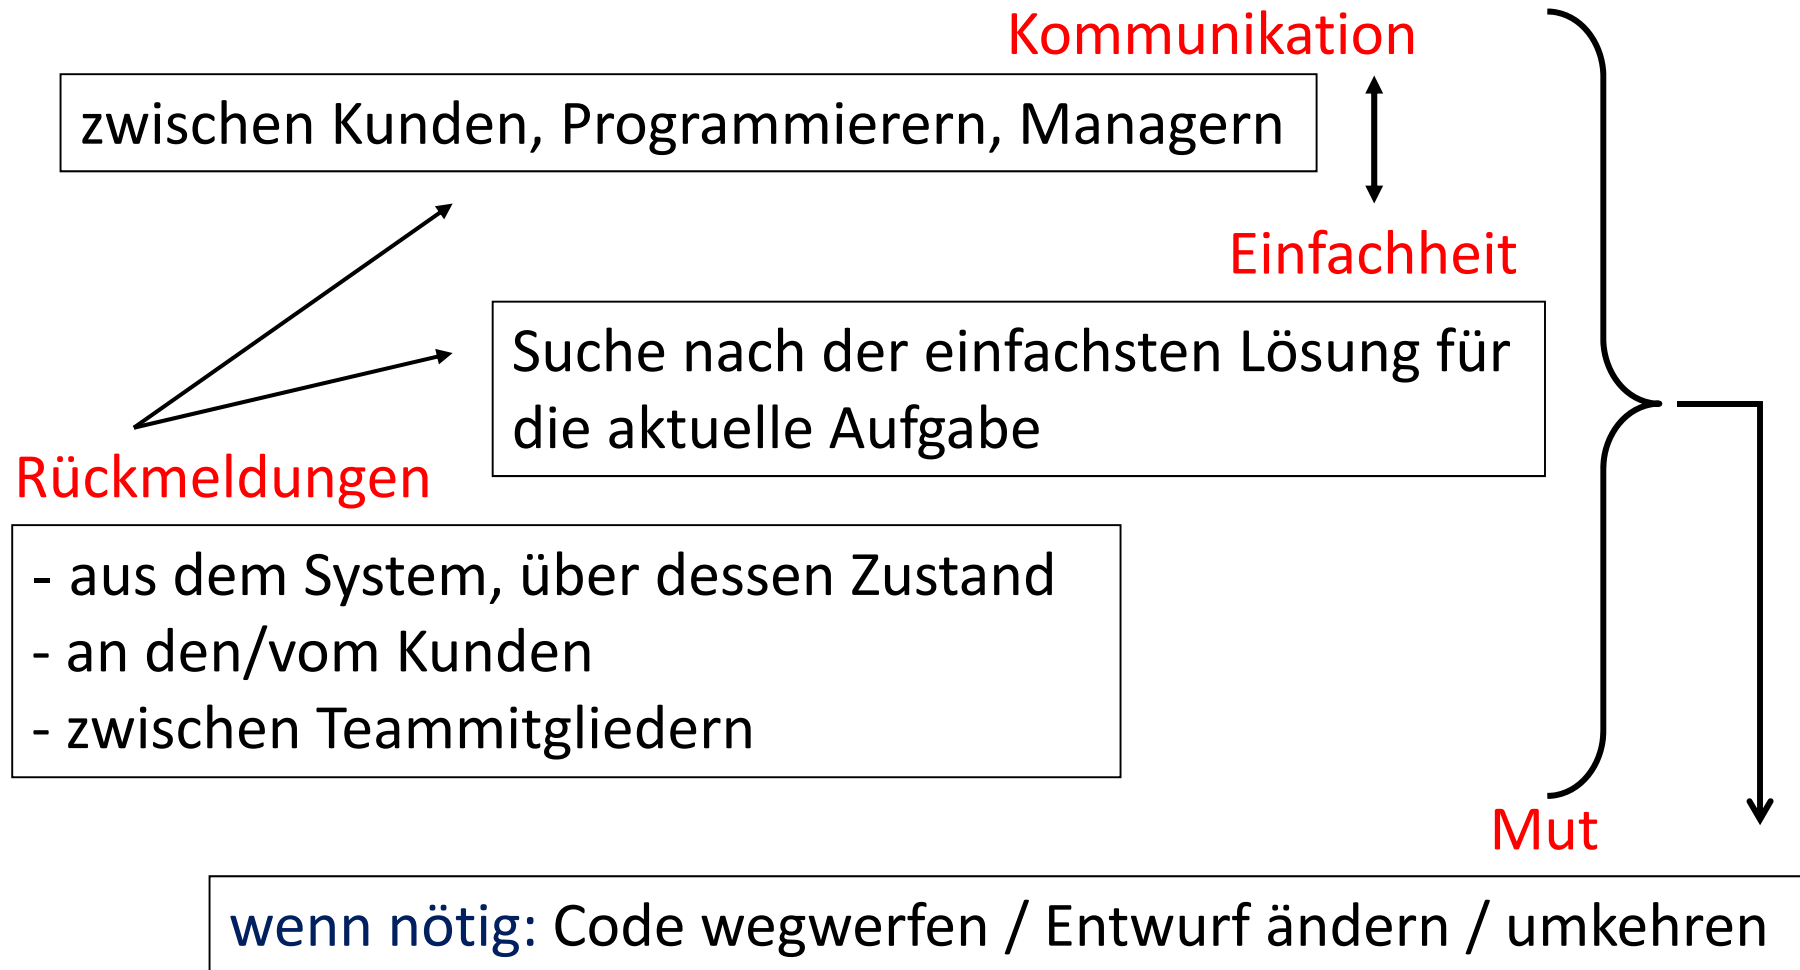 Kommunikation
zwischen Kunden, Programmierern, Managern
Einfachheit
Suche nach der einfachsten Lösung für
die aktuelle Aufgabe
Rückmeldungen
- aus dem System, über dessen Zustand
- an den/vom Kunden
- zwischen Teammitgliedern
Mut
wenn nötig: Code wegwerfen / Entwurf ändern / umkehren